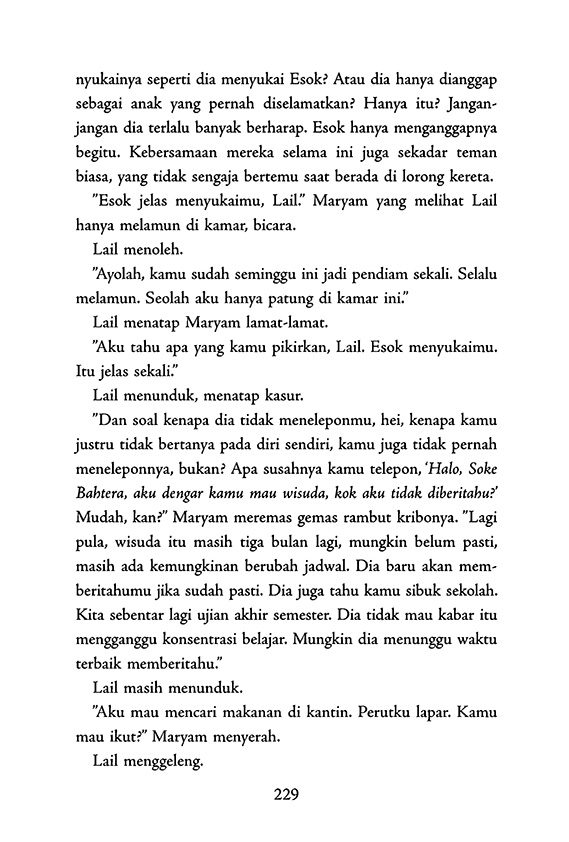 nyukainya seperti dia menyukai Esok? Atau dia hanya dianggap
sebagai anak yang pernah diselamatkan? Hanya itu? Jangan-
jangan dia terlalu banyak berharap. Esok hanya menganggapnya
begitu. Kebersamaan mereka selama ini juga sekadar teman
biasa, yang tidak sengaja bertemu saat berada di lorong kereta.
”Esok jelas menyukaimu, Lail.” Maryam yang melihat Lail
hanya melamun di kamar, bicara.
Lail menoleh.
”Ayolah, kamu sudah seminggu ini jadi pendiam sekali. Selalu
melamun. Seolah aku hanya patung di kamar ini.”
Lail menatap Maryam lamat-lamat.
”Aku tahu apa yang kamu pikirkan, Lail. Esok menyukaimu.
Itu jelas sekali.”
Lail menunduk, menatap kasur.
”Dan soal kenapa dia tidak meneleponmu, hei, kenapa kamu
justru tidak bertanya pada diri sendiri, kamu juga tidak pernah
meneleponnya, bukan? Apa susahnya kamu telepon, ‘Halo, Soke
Bahtera, aku dengar kamu mau wisuda, kok aku tidak diberitahu?’
Mudah, kan?” Maryam meremas gemas rambut kribonya. ”Lagi
pula, wisuda itu masih tiga bulan lagi, mungkin belum pasti,
masih ada kemungkinan berubah jadwal. Dia baru akan mem-
beritahumu jika sudah pasti. Dia juga tahu kamu sibuk sekolah.
Kita sebentar lagi ujian akhir semester. Dia tidak mau kabar itu
mengganggu konsentrasi belajar. Mungkin dia menunggu waktu
terbaik memberitahu.”
Lail masih menunduk.
”Aku mau mencari makanan di kantin. Perutku lapar. Kamu
mau ikut?” Maryam menyerah.
Lail menggeleng.
229